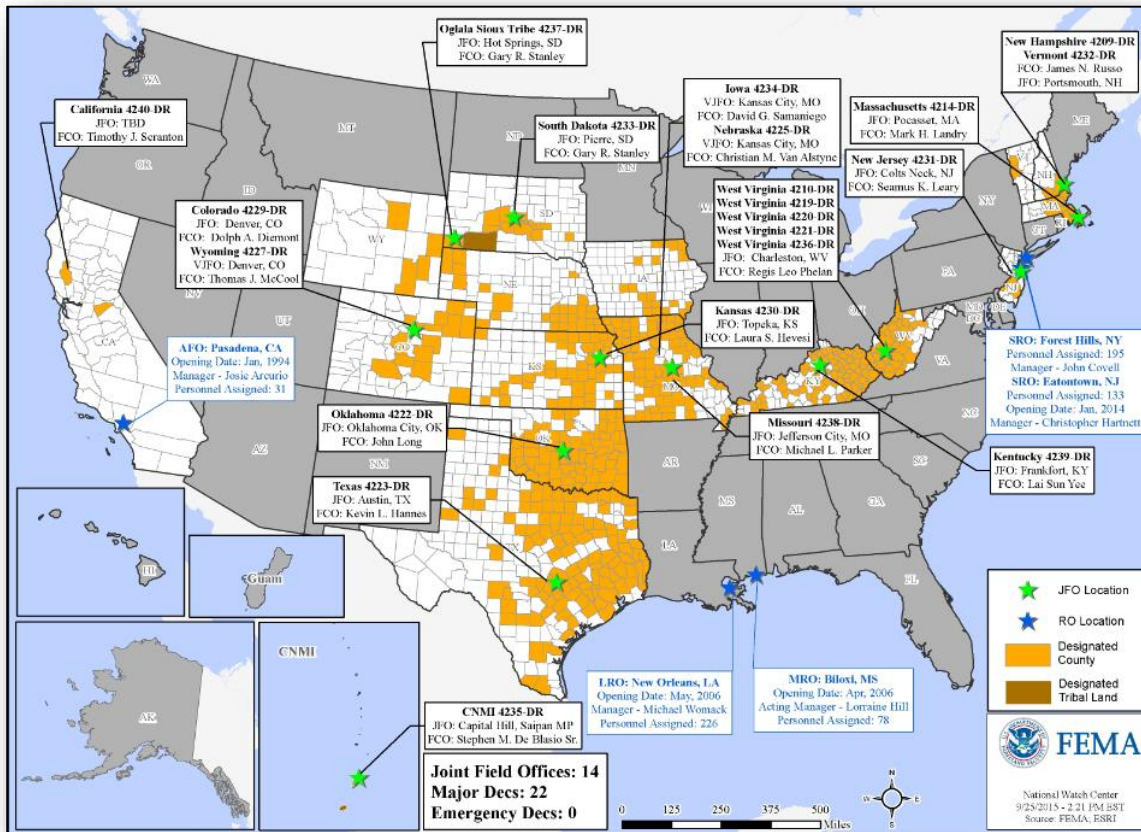 Oglala Sioux Tribe 4237-DR
JFO: Hot Springs, SD
FCO: Gary R. Stanley
New Hampshire 4209-DR
Vermont 4232-DR
FCO: James N. Russo
JFO: Portsmouth, NH
Iowa 4234-DR
VJFO: Kansas City, MO
FCO: David G. Samaniego
Nebraska 4225-DR
VJFO: Kansas City, MO
FCO: Christian M. Van Alstyne
California 4240-DR
JFO: TBD
FCO: Timothy J. Scranton
South Dakota 4233-DR
JFO: Pierre, SD
FCO: Gary R. Stanley
Massachusetts 4214-DR
JFO: Pocasset, MA
FCO: Mark H. Landry
New Jersey 4231-DR
JFO: Colts Neck, NJ
FCO: Seamus K. Leary
West Virginia 4210-DR
West Virginia 4219-DR
West Virginia 4220-DR
West Virginia 4221-DR
West Virginia 4236-DR
JFO: Charleston, WV
FCO: Regis Leo Phelan
Colorado 4229-DR
JFO: Denver, CO
FCO: Dolph A. Diemont
Wyoming 4227-DR
VJFO: Denver, CO
FCO: Thomas J. McCool
Kansas 4230-DR
JFO: Topeka, KS
FCO: Laura S. Hevesi
AFO: Pasadena, CA
Opening Date: Jan, 1994
Manager - Josie Arcurio
Personnel Assigned: 31
SRO: Forest Hills, NY
Personnel Assigned: 195
Manager - John Covell
SRO: Eatontown, NJ
Personnel Assigned: 133
Opening Date: Jan, 2014
Manager - Christopher Hartnett
Oklahoma 4222-DR
JFO: Oklahoma City, OK
FCO: John Long
Missouri 4238-DR
JFO: Jefferson City, MO
FCO: Michael L. Parker
Kentucky 4239-DR
JFO: Frankfort, KY
FCO: Lai Sun Yee
Texas 4223-DR
JFO: Austin, TX
FCO: Kevin L. Hannes
LRO: New Orleans, LA
Opening Date: May, 2006
Manager - Michael Womack
Personnel Assigned: 226
MRO: Biloxi, MS
Opening Date: Apr, 2006
Acting Manager - Lorraine Hill
Personnel Assigned: 78
CNMI 4235-DR
JFO: Capital Hill, Saipan MP
FCO: Stephen M. De Blasio Sr.
Joint Field Offices: 14
Major Decs: 22
Emergency Decs: 0
WA
OR
ID
MT
ND
MN
SD
WY
NE
IA
NV
UT
CA
AZ
NM
CO
KS
OK
TX
MO
AR
LA
MS
AL
GA
FL
SC
NC
VA
WV
KY
OH
PA
NY
NJ
MD
DE
DC
CT
RI
MA
NH
VT
ME
WI
HI
Guam
AK
CNMI
JFO Location
RO Location
Designated
County
Designated
Tribal Land
FEMA
National Watch Center
9/25/2015 - 2:21 PM EST
Source: FEMA; ESRI
N
W
E
S
0 125 250 500
Miles